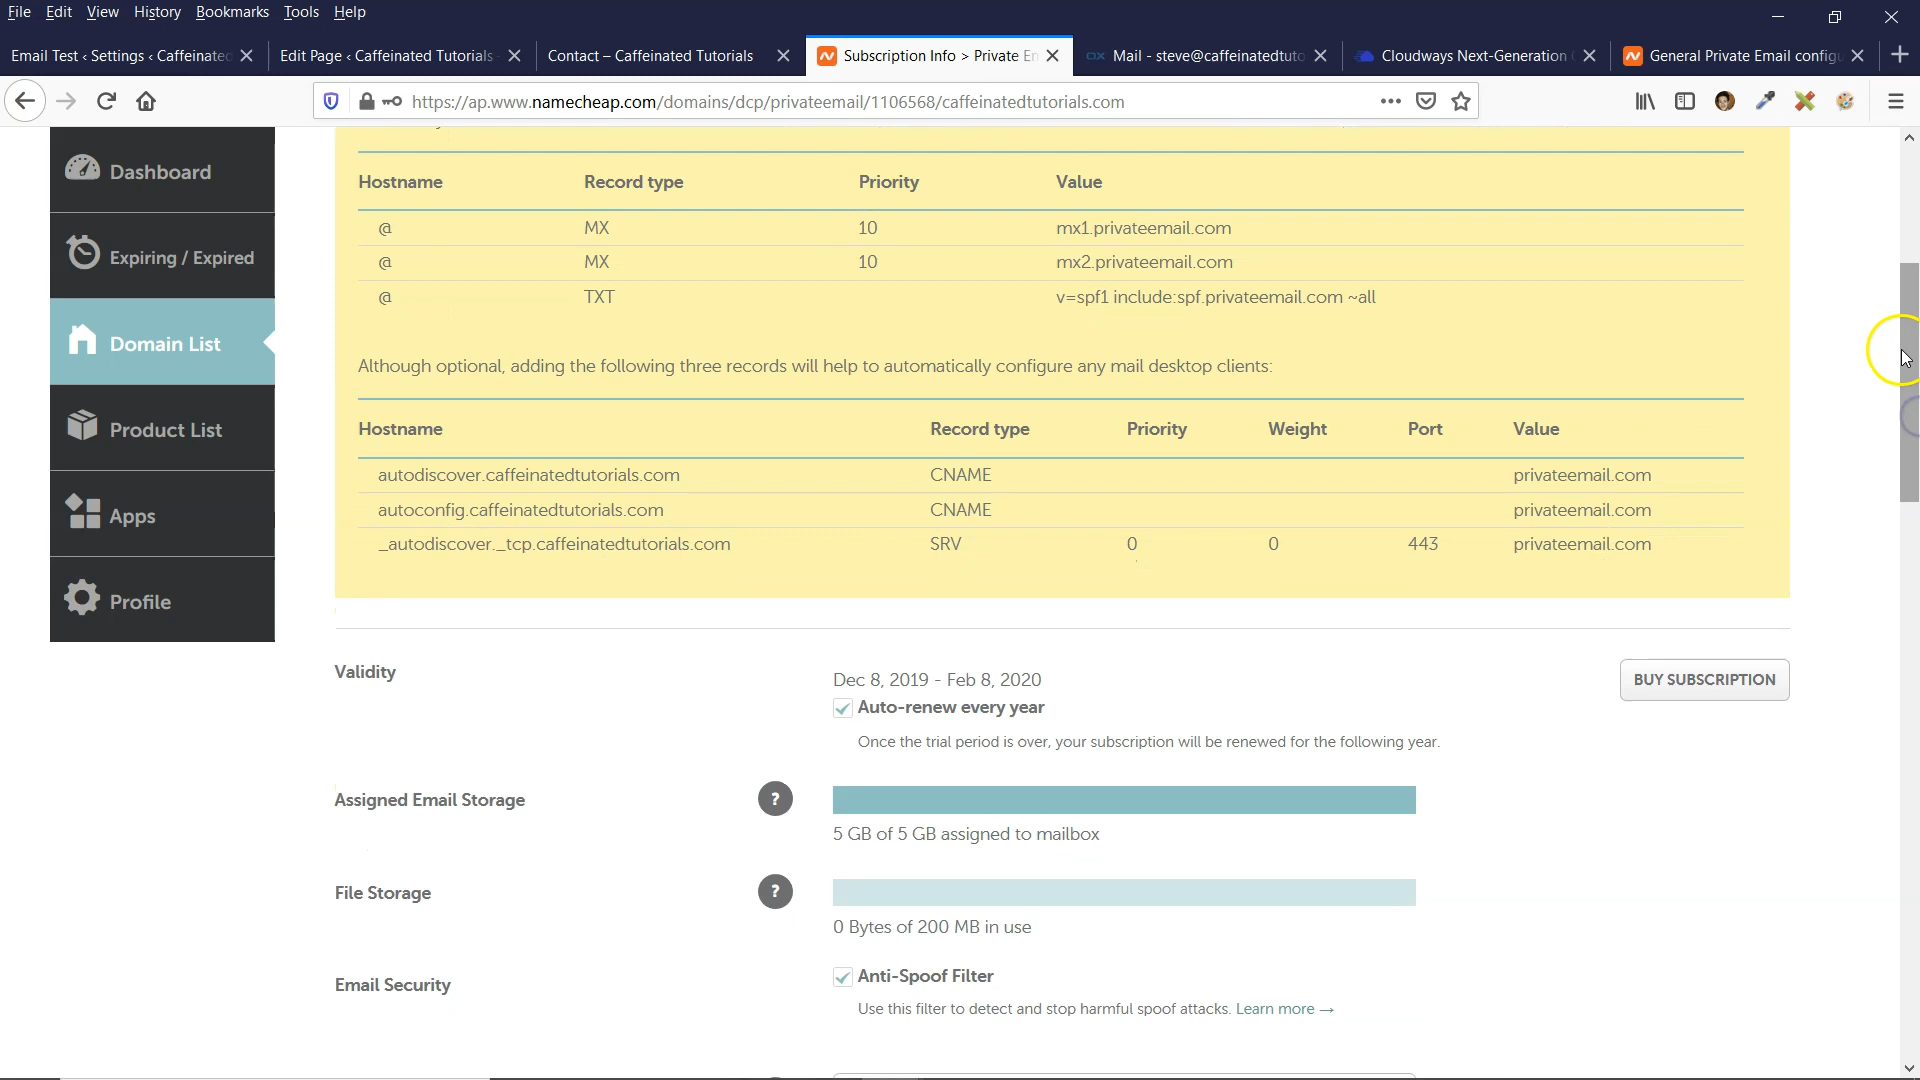 File Edit View History Bookmarks Tools Help
Email Test ‹ Settings ‹ Caffeinated
Edit Page ‹ Caffeinated Tutorials
Contact – Caffeinated Tutorials
Subscription Info > Private En
Mail - steve@caffeinatedtuto
Cloudways Next-Generation
General Private Email configu
https://ap.www.namecheap.com/domains/dcp/privateemail/1106568/caffeinatedtutorials.com
Dashboard
Expiring / Expired
Domain List
Product List
Apps
Profile
Hostname Record type Priority Value
@ MX 10 mx1.privateemail.com
@ MX 10 mx2.privateemail.com
@ TXT v=spf1 include:spf.privateemail.com ~all
Although optional, adding the following three records will help to automatically configure any mail desktop clients:
Hostname Record type Priority Weight Port Value
autodiscover.caffeinatedtutorials.com CNAME privateemail.com
autoconfig.caffeinatedtutorials.com CNAME privateemail.com
_autodiscover._tcp.caffeinatedtutorials.com SRV 0 0 443 privateemail.com
Validity
Dec 8, 2019 - Feb 8, 2020
BUY SUBSCRIPTION
Auto-renew every year
Once the trial period is over, your subscription will be renewed for the following year.
Assigned Email Storage ?
5 GB of 5 GB assigned to mailbox
File Storage ?
0 Bytes of 200 MB in use
Email Security
Anti-Spoof Filter
Use this filter to detect and stop harmful spoof attacks. Learn more →